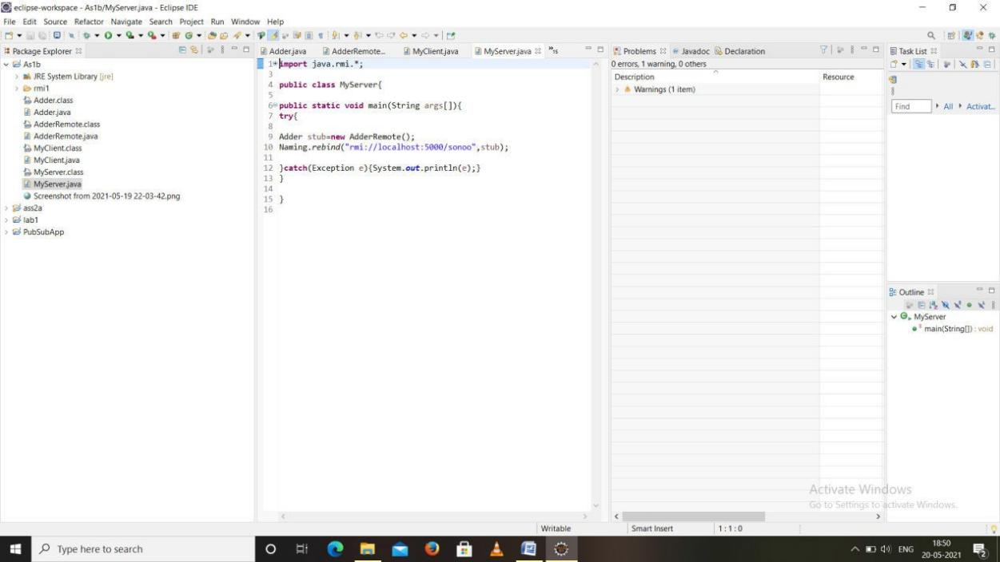 eclipse-workspace - As1b/MyServer.java - Eclipse IDE
File Edit Source Refactor Navigate Search Project Run Window Help
Package Explorer
As1b
JRE System Library [jre]
rmi1
Adder.class
Adder.java
AdderRemote.class
AdderRemote.java
MyClient.class
MyClient.java
MyServer.class
MyServer.java
Screenshot from 2021-05-19 22-03-42.png
ass2a
lab1
PubSubApp
Adder.java AdderRemote... MyClient.java MyServer.java »15
1 import java.rmi.*;
3
4 public class MyServer{
5
6 public static void main(String args[]){
7 try{
8
9 Adder stub=new AdderRemote();
10 Naming.rebind("rmi://localhost:5000/sonoo",stub);
11
12 }catch(Exception e){System.out.println(e);}
13 }
14
15 }
16
Problems Javadoc Declaration
0 errors, 1 warning, 0 others
Description Resource
Warnings (1 item)
Task List
Find All Activat...
Outline
MyServer
main(String[]) : void
Activate Windows
Go to Settings to activate Windows.
Writable Smart Insert 1 : 1 : 0
Type here to search
ENG
18:50
20-05-2021
2